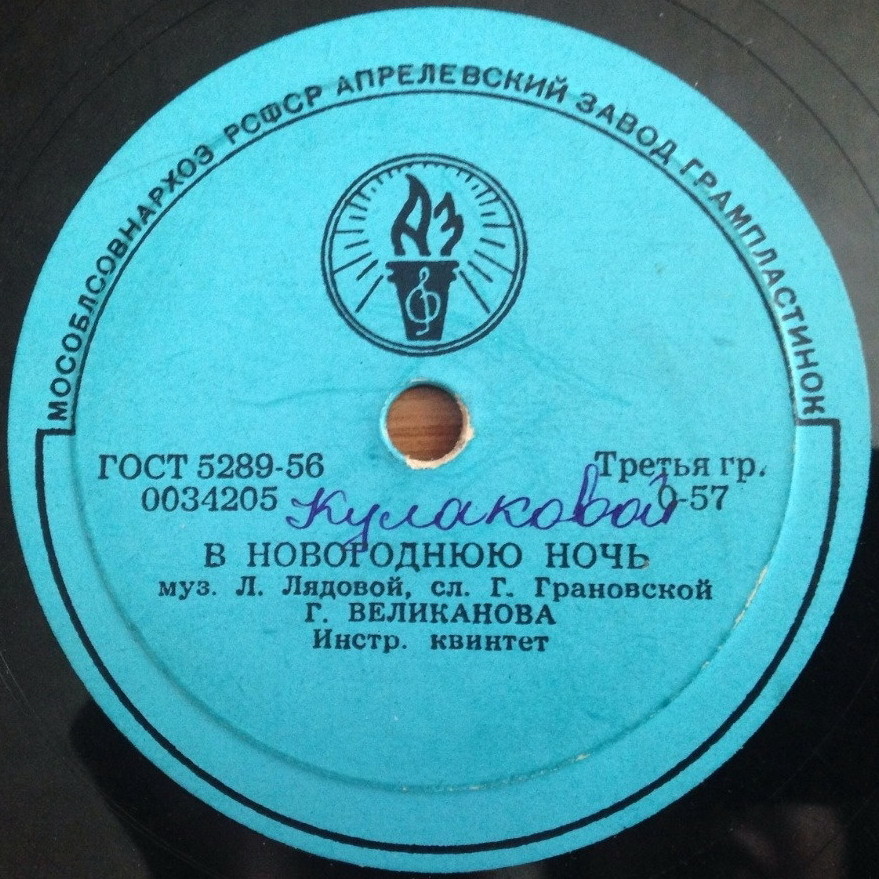 МОСОБЛСОВНАРХОЗ РСФСР АПРЕЛЕВСКИЙ ЗАВОД ГРАМПЛАСТИНОК
АЗ
ГОСТ 5289-56 Третья гр.
0034205 0-57
Кулаковой
В НОВОГОДНЮЮ НОЧЬ
муз. Л. Лядовой, сл. Г. Грановской
Г. ВЕЛИКАНОВА
Инстр. квинтет